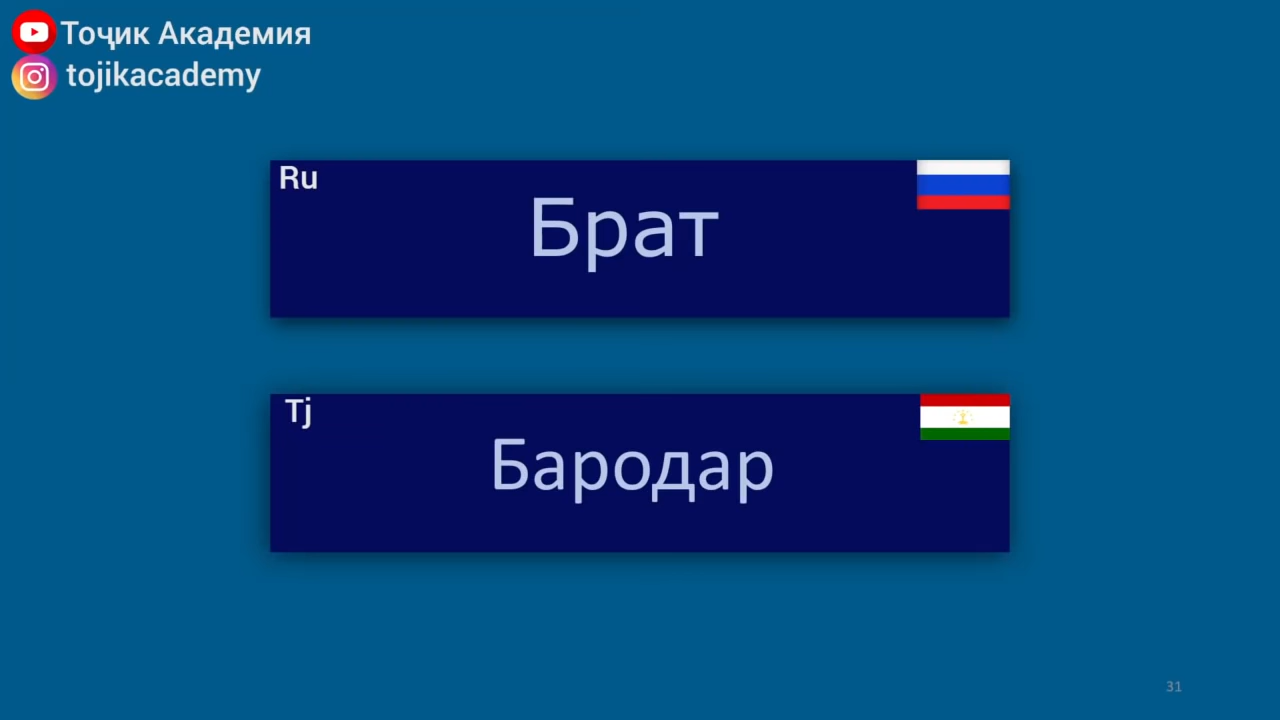 Тоҷик Академия
tojikacademy
Ru
Брат
Tj
Бародар
31